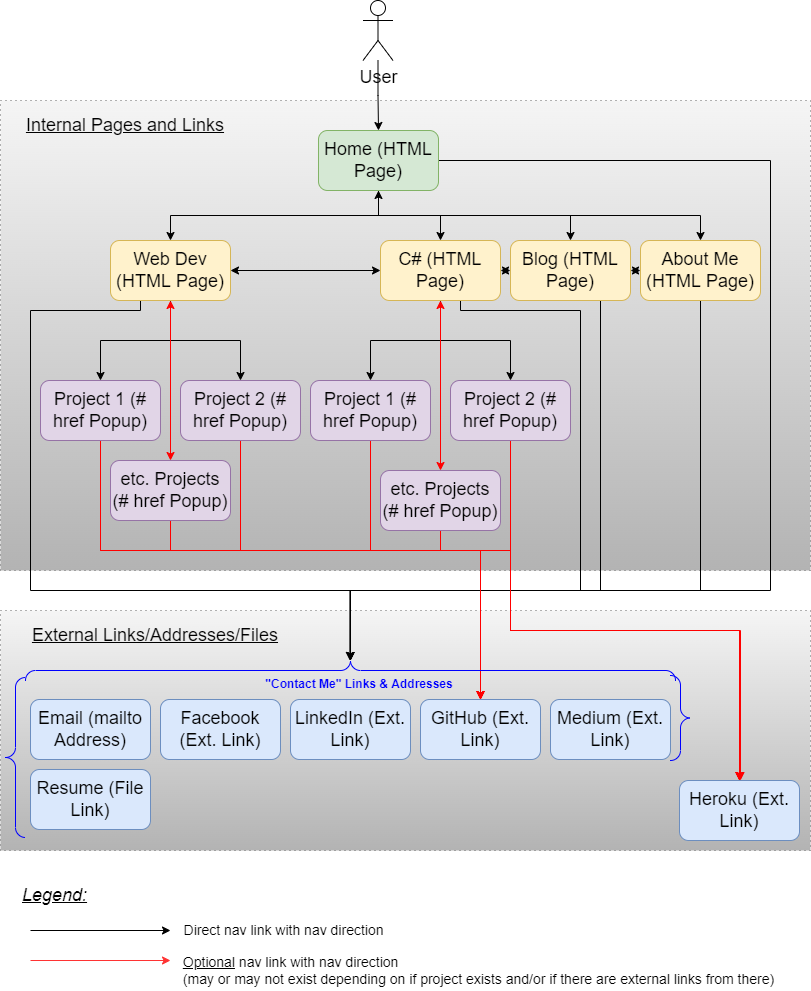 User
Internal Pages and Links
Home (HTML
Page)
Web Dev
(HTML Page)
C# (HTML
Page)
Blog (HTML
Page)
About Me
(HTML Page)
Project 1 (#
href Popup)
Project 2 (#
href Popup)
Project 1 (#
href Popup)
Project 2 (#
href Popup)
etc. Projects
(# href Popup)
etc. Projects
(# href Popup)
External Links/Addresses/Files
"Contact Me" Links & Addresses
Email (mailto
Address)
Facebook
(Ext. Link)
LinkedIn (Ext.
Link)
GitHub (Ext.
Link)
Medium (Ext.
Link)
Resume (File
Link)
Heroku (Ext.
Link)
Legend:
Direct nav link with nav direction
Optional nav link with nav direction
(may or may not exist depending on if project exists and/or if there are external links from there)